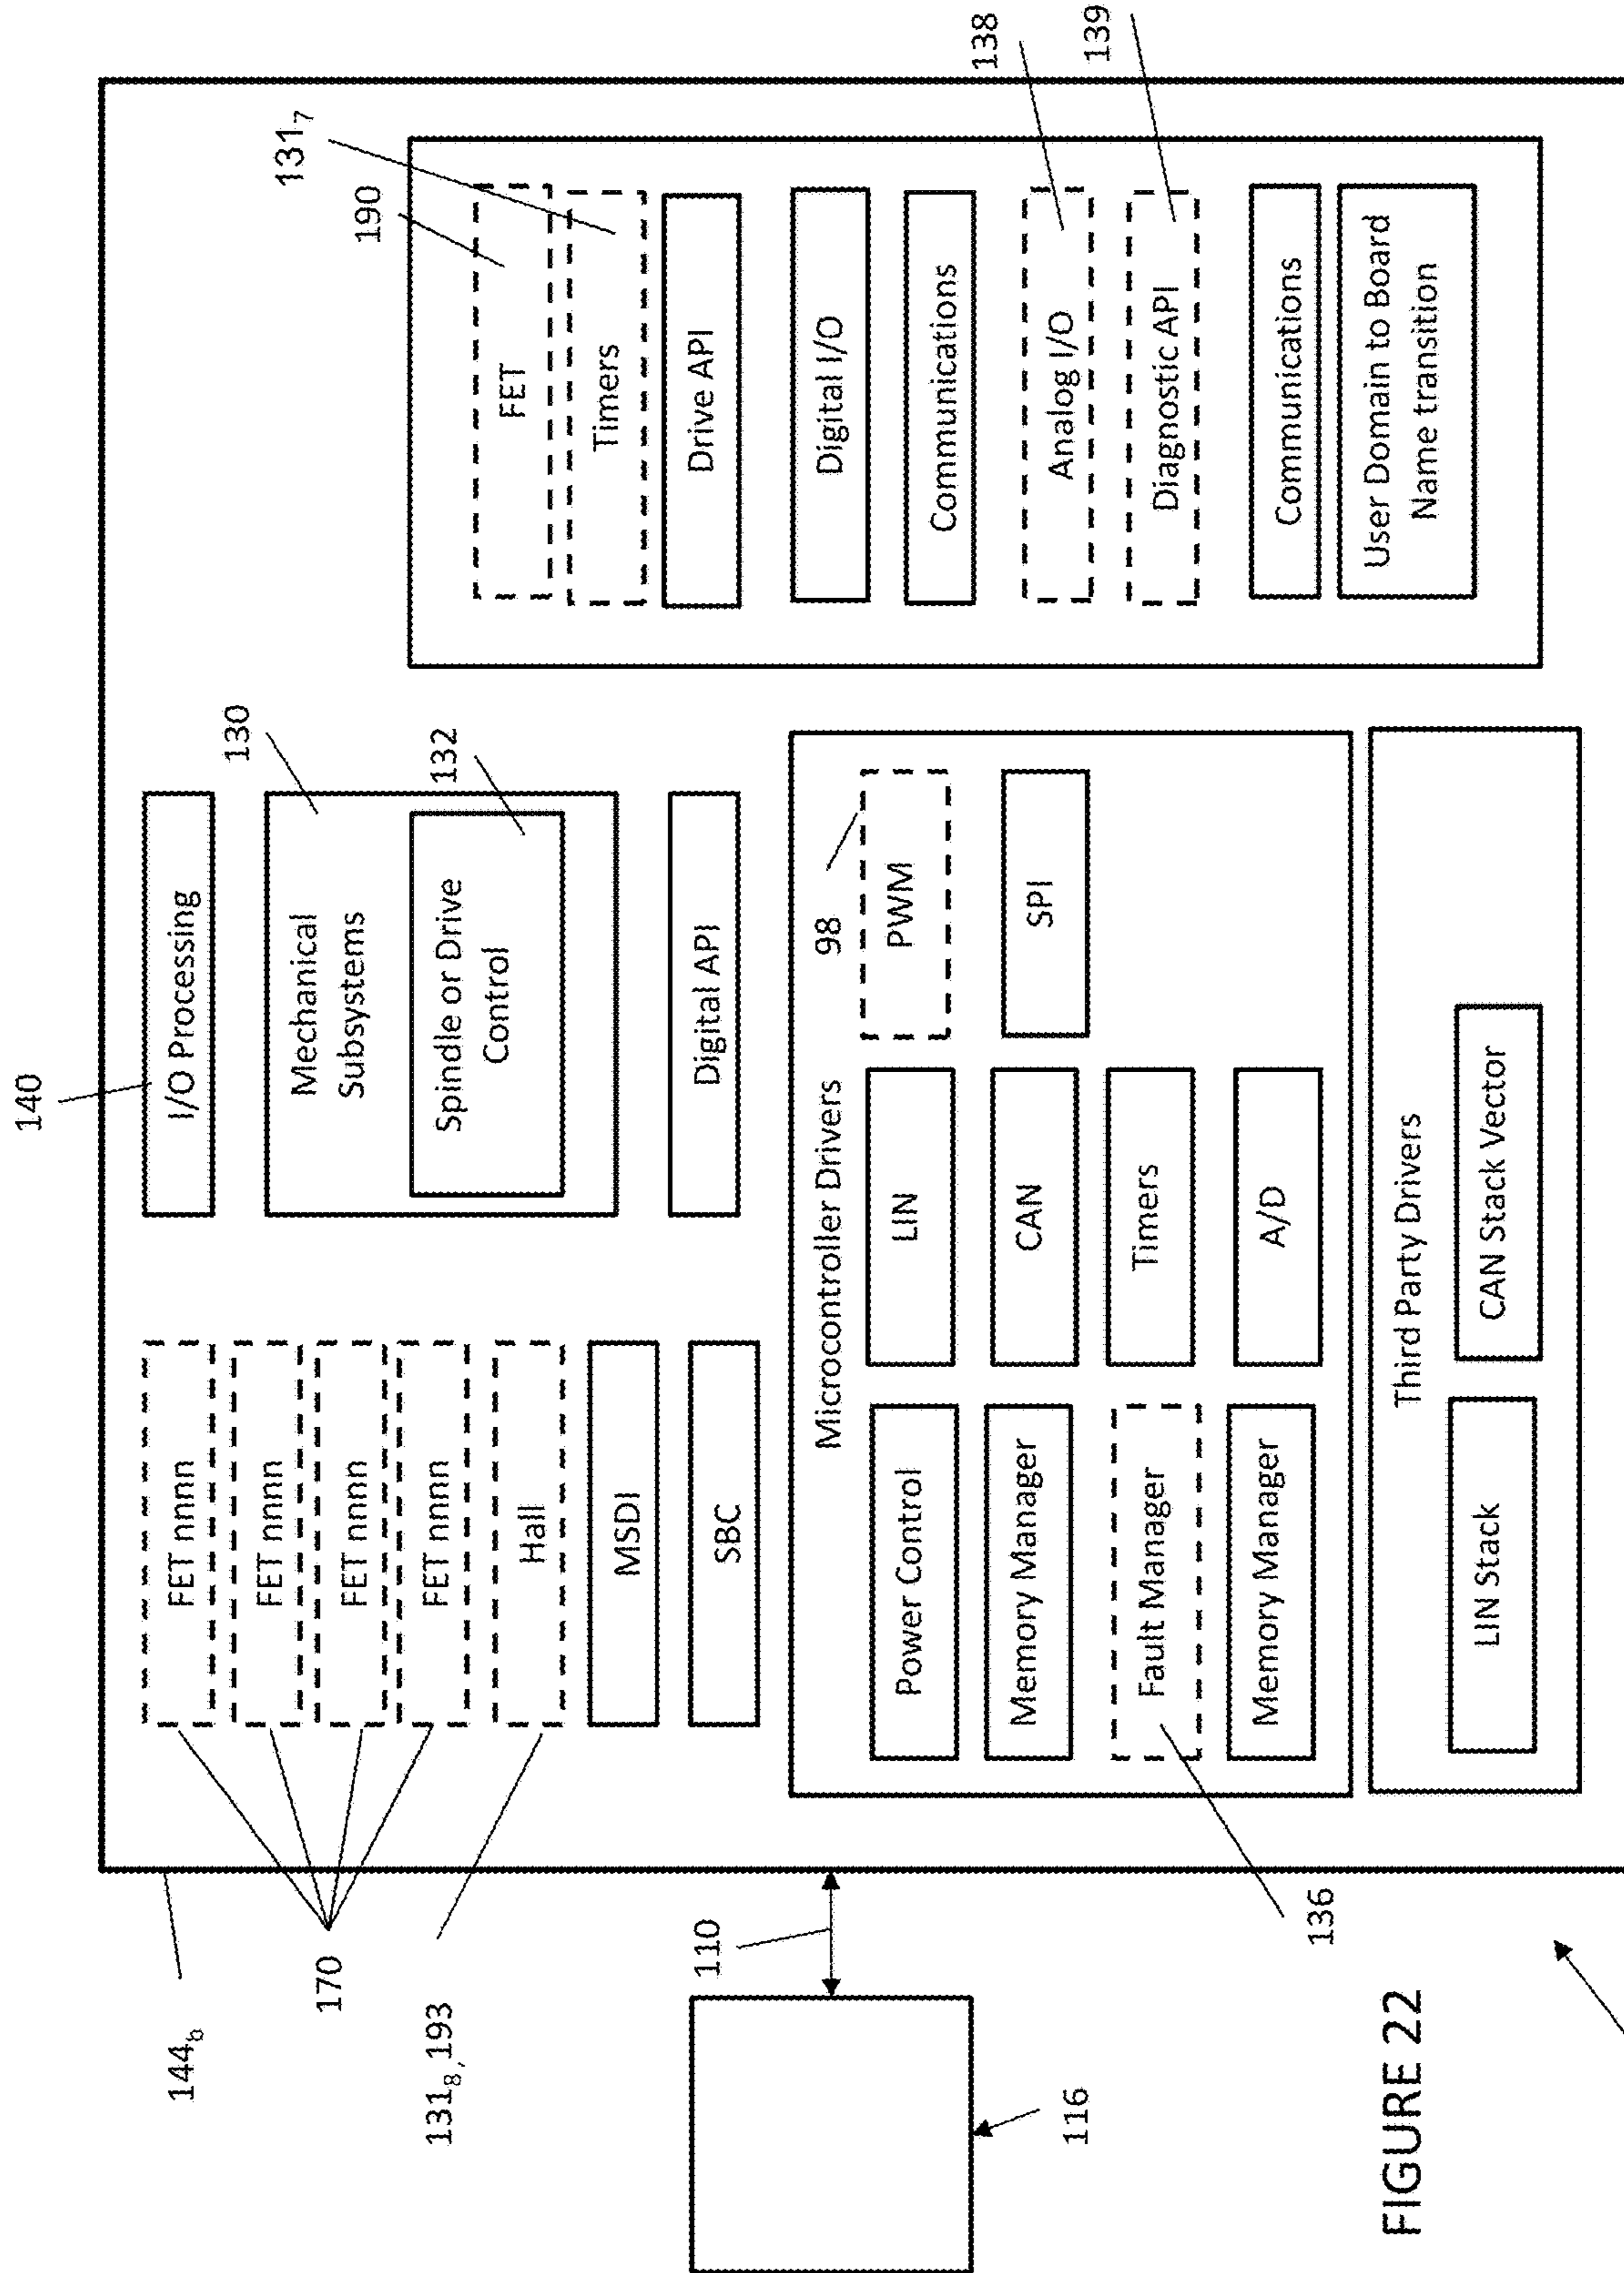 140
I/O Processing
130
Mechanical
Subsystems
132
Spindle or Drive
Control
Digital API
144b
170
131₈,193
FET nnnn
FET nnnn
FET nnnn
FET nnnn
Hall
MSDI
SBC
190
131₇
FET
Timers
Drive API
Digital I/O
Communications
Analog I/O
138
Diagnostic API
139
Communications
User Domain to Board
Name transition
Microcontroller Drivers
98
Power Control
LIN
PWM
Memory Manager
CAN
SPI
Fault Manager
Timers
Memory Manager
A/D
136
Third Party Drivers
LIN Stack
CAN Stack Vector
110
116
FIGURE 22